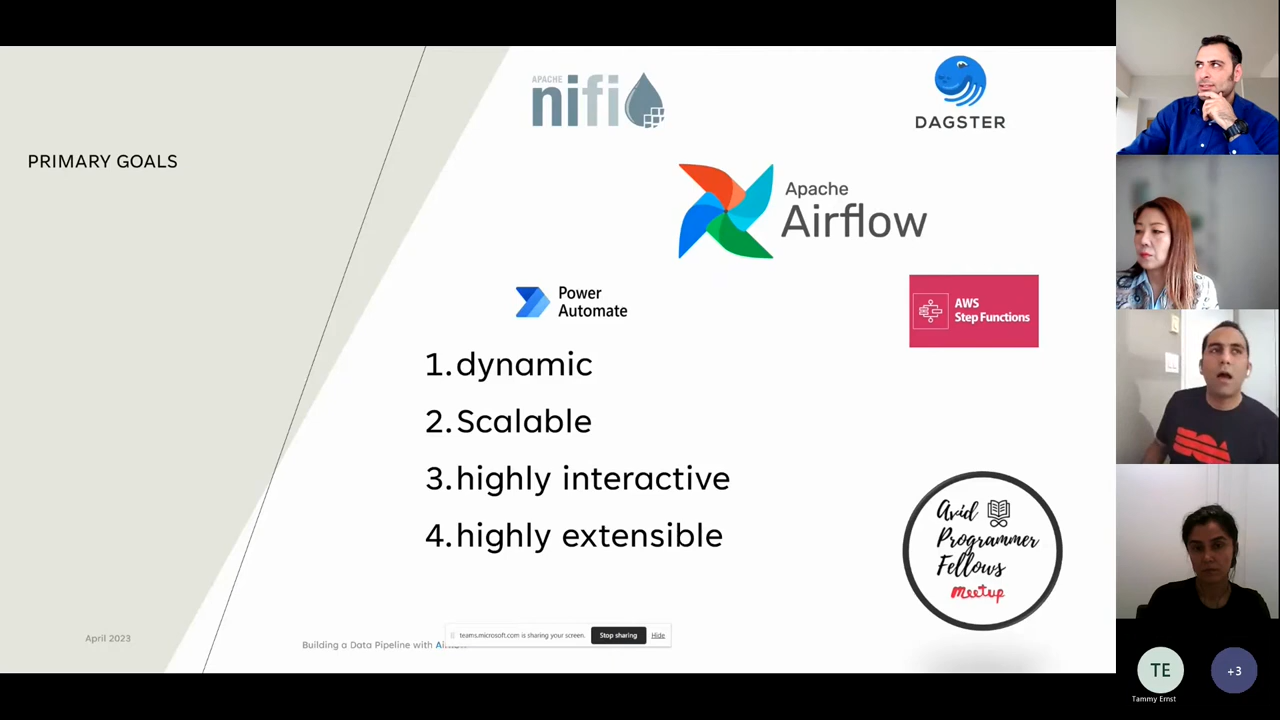 APACHE
nifi
DAGSTER
PRIMARY GOALS
Apache
Airflow
Power
Automate
AWS
Step Functions
1.dynamic
2.Scalable
3.highly interactive
4.highly extensible
Avid
Programmer
Fellows
meetup
April 2023
Building a Data Pipeline with
teams.microsoft.com is sharing your screen. Stop sharing Hide
TE
+3
Tammy Ernst